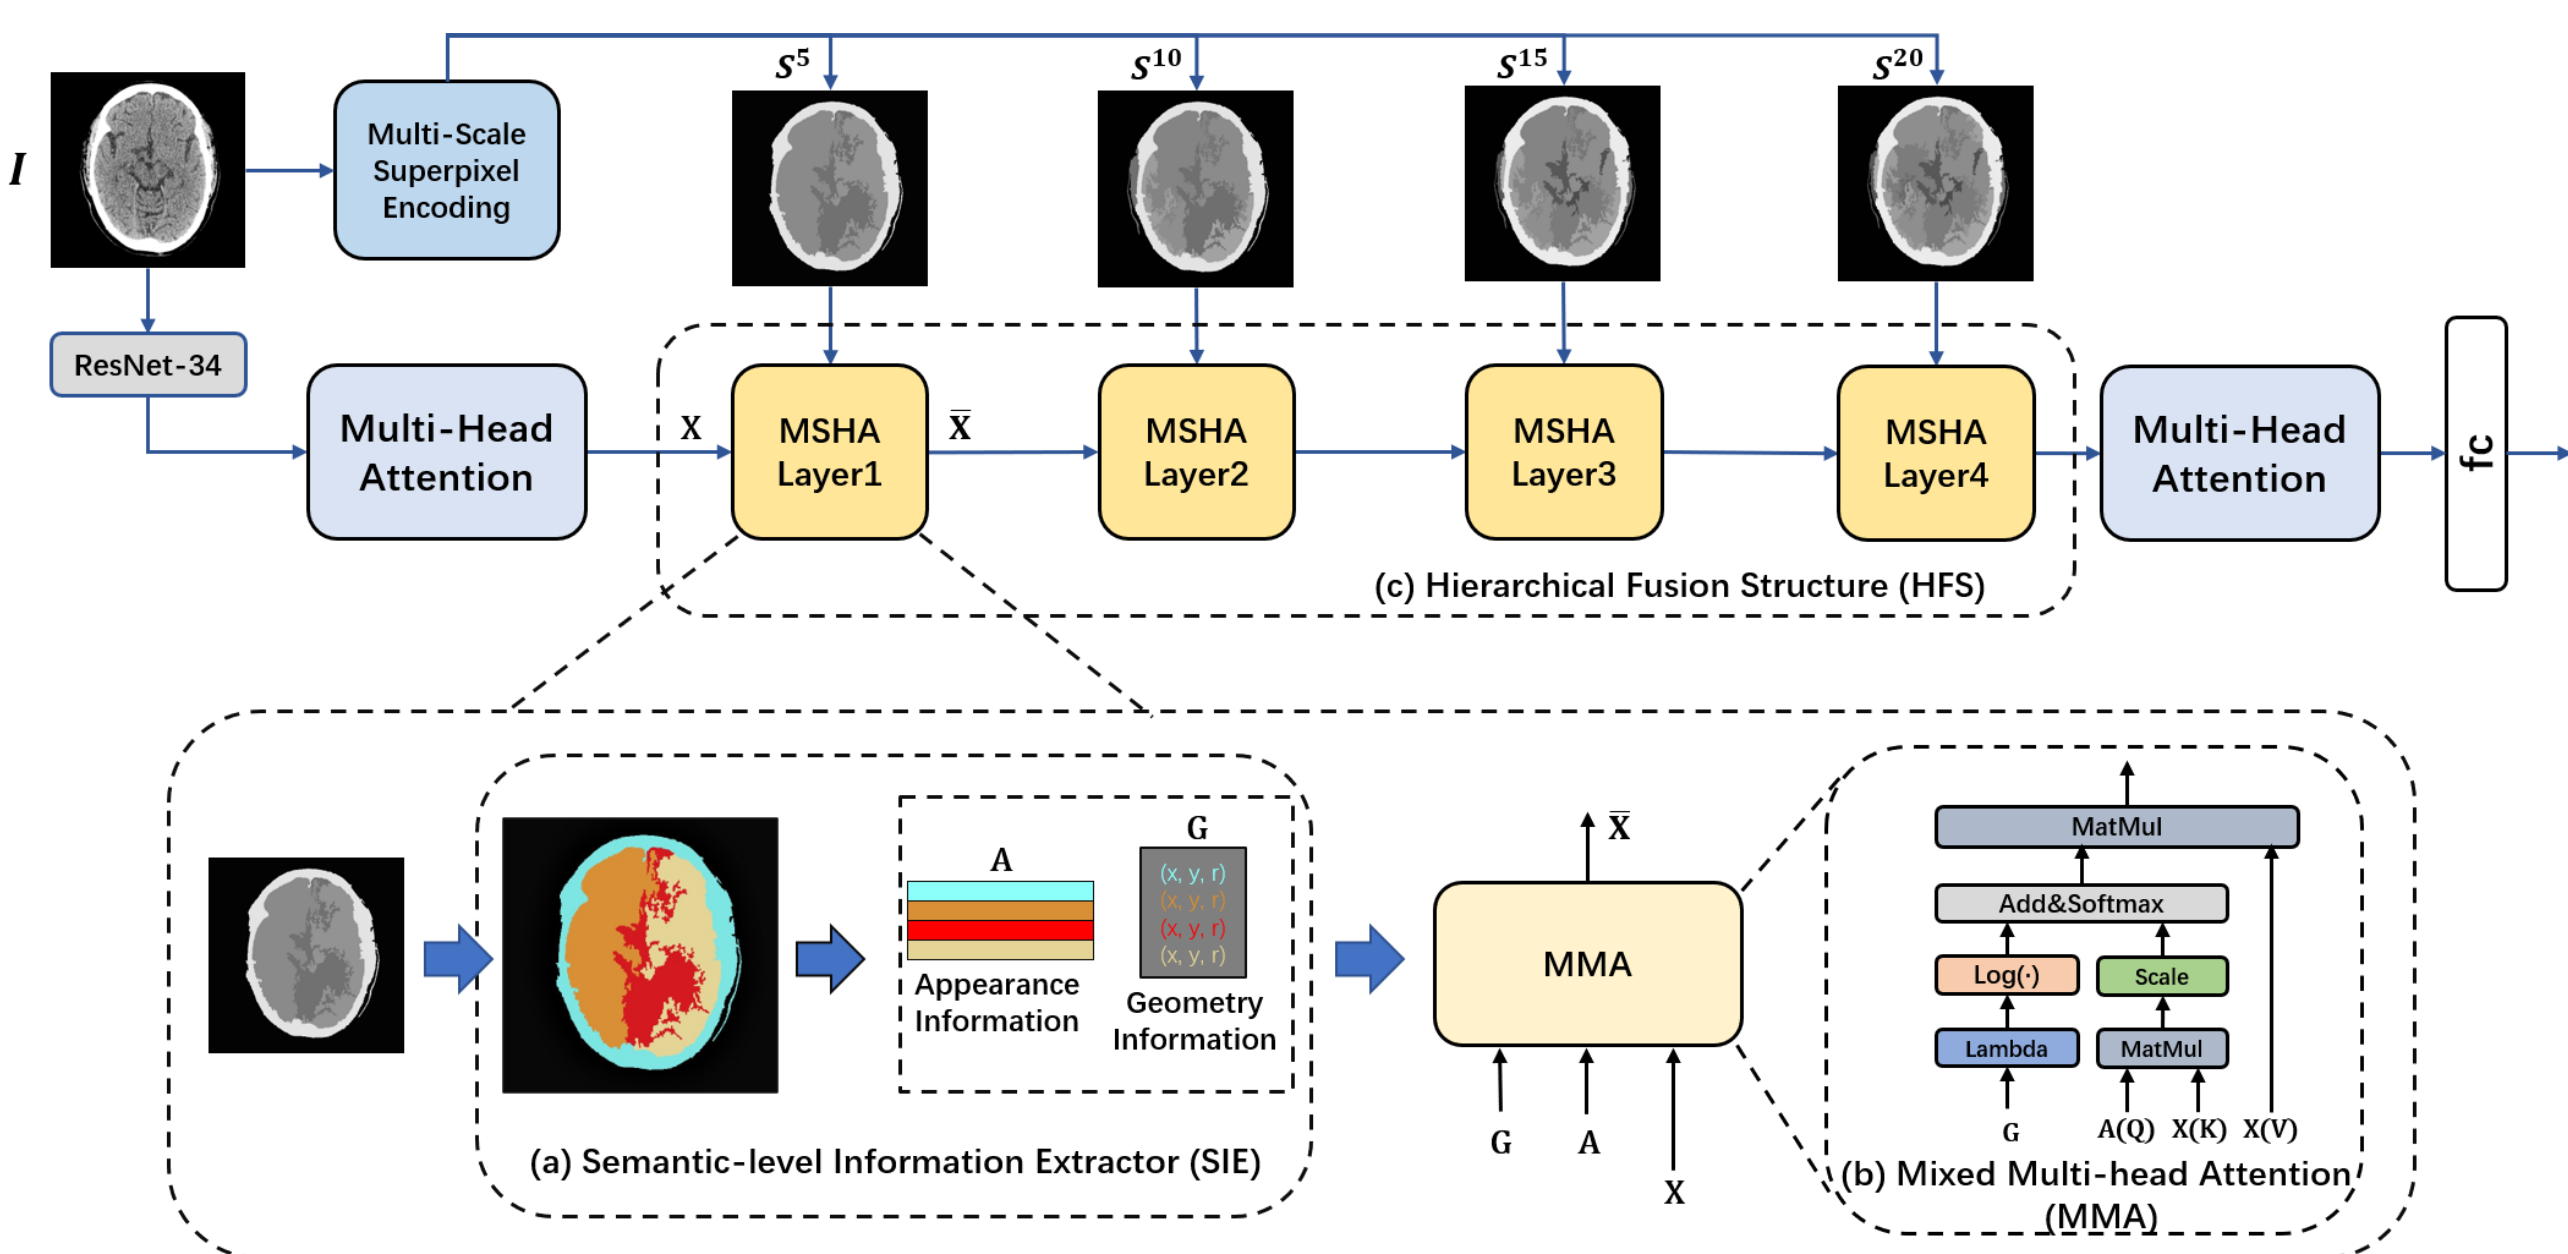 I
Multi-Scale
Superpixel
Encoding
S⁵
S¹⁰
S¹⁵
S²⁰
ResNet-34
Multi-Head
Attention
X
MSHA
Layer1
X̅
MSHA
Layer2
MSHA
Layer3
MSHA
Layer4
Multi-Head
Attention
fc
(c) Hierarchical Fusion Structure (HFS)
A
Appearance
Information
G
(x, y, r)
(x, y, r)
(x, y, r)
(x, y, r)
Geometry
Information
(a) Semantic-level Information Extractor (SIE)
X̅
MMA
G
A
X
MatMul
Add&Softmax
Log(·)
Scale
Lambda
MatMul
G
A(Q)
X(K)
X(V)
(b) Mixed Multi-head Attention
(MMA)